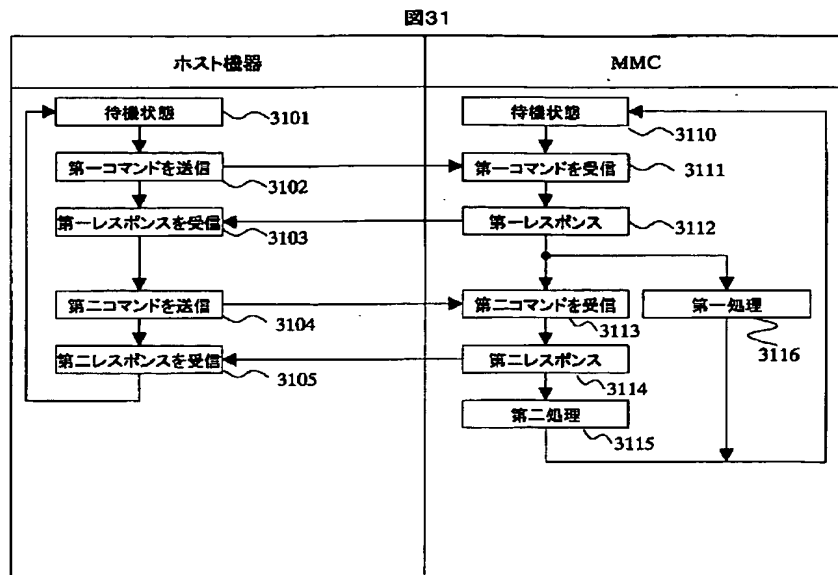 図31
ホスト機器
MMC
待機状態
3101
待機状態
3110
第一コマンドを送信
3102
第一コマンドを受信
3111
第一レスポンスを受信
3103
第一レスポンス
3112
第二コマンドを送信
3104
第二コマンドを受信
3113
第一処理
3116
第二レスポンスを受信
3105
第二レスポンス
3114
第二処理
3115